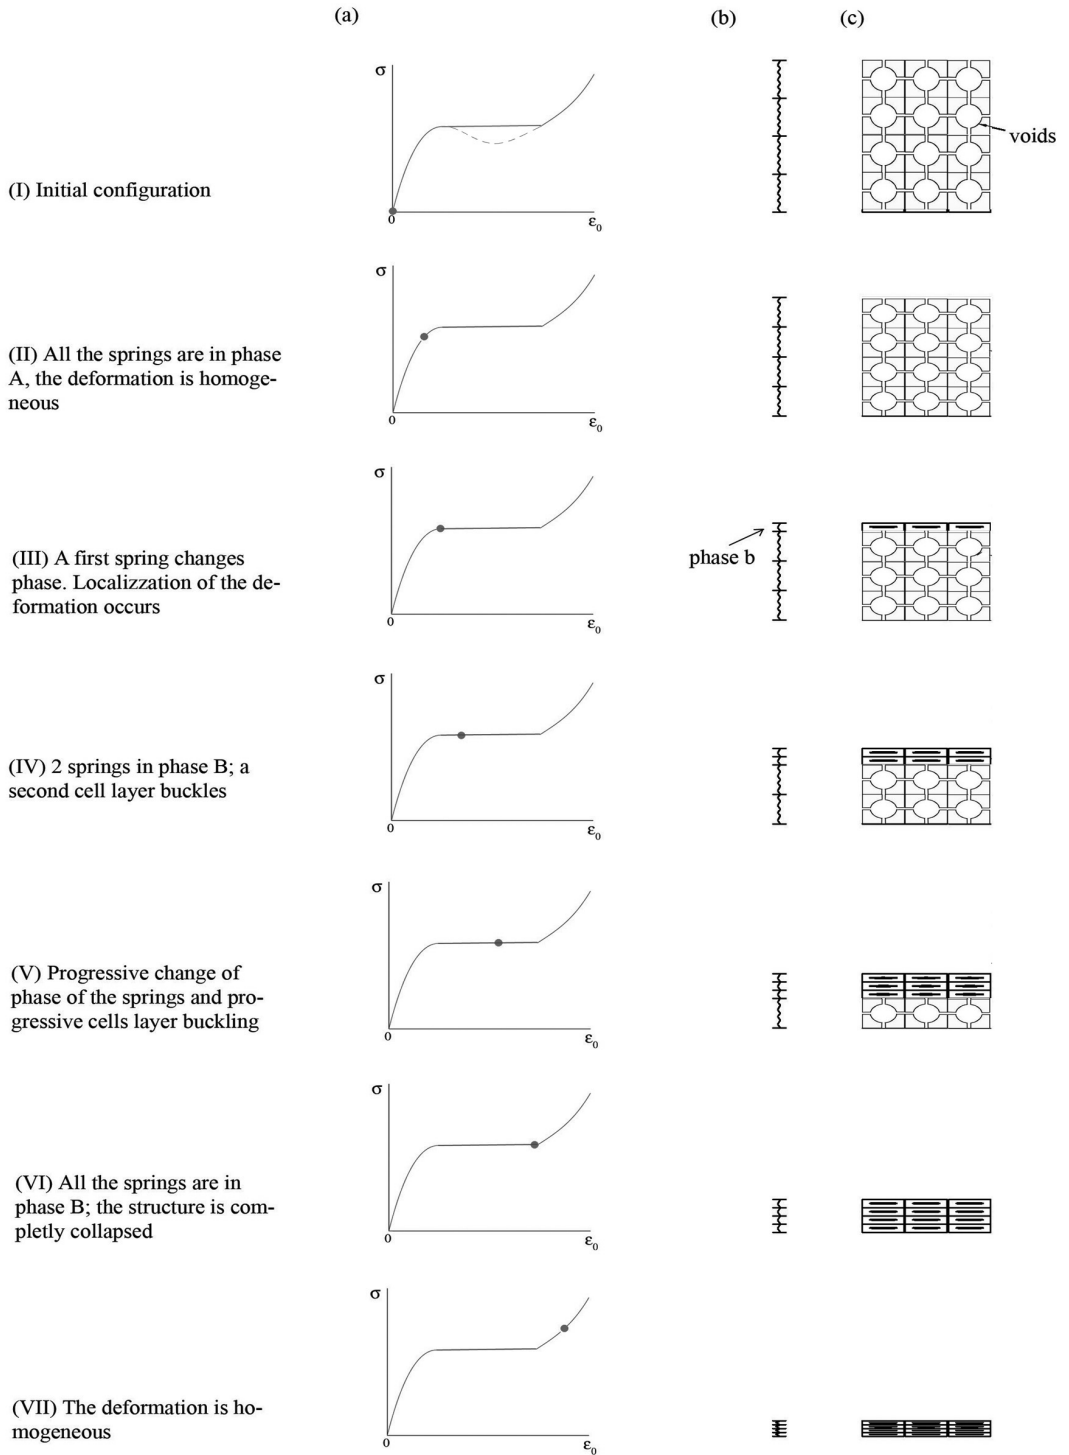 (a)
(b)
(c)
σ
0
ε0
voids
(I) Initial configuration
σ
0
ε0
(II) All the springs are in phase
A, the deformation is homoge-
neous
σ
0
ε0
phase b
(III) A first spring changes
phase. Localizzation of the de-
formation occurs
σ
0
ε0
(IV) 2 springs in phase B; a
second cell layer buckles
σ
0
ε0
(V) Progressive change of
phase of the springs and pro-
gressive cells layer buckling
σ
0
ε0
(VI) All the springs are in
phase B; the structure is com-
pletly collapsed
σ
0
ε0
(VII) The deformation is ho-
mogeneous